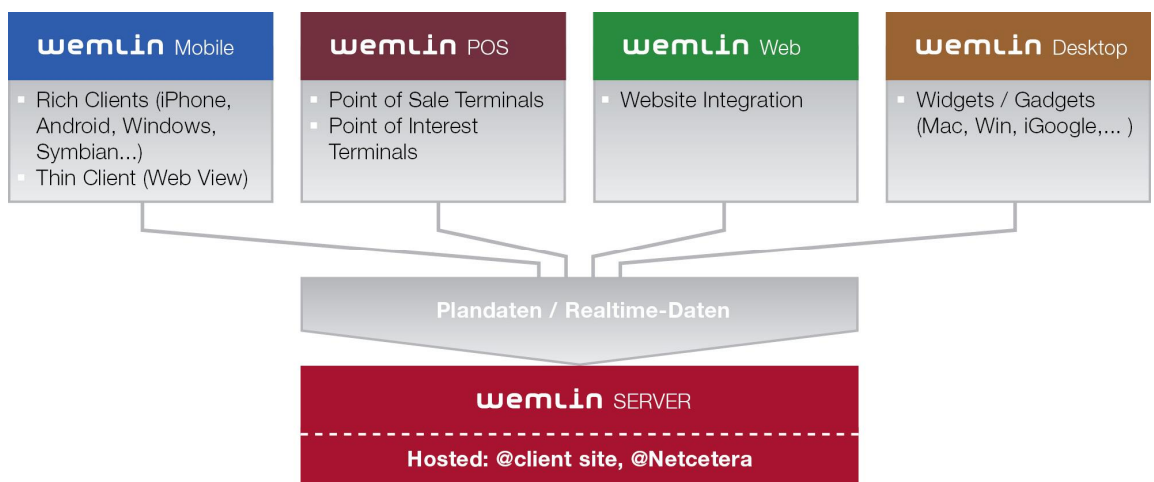 wemlin Mobile
Rich Clients (iPhone,
Android, Windows,
Symbian...)
Thin Client (Web View)
wemlin POS
Point of Sale Terminals
Point of Interest
Terminals
wemlin Web
Website Integration
wemlin Desktop
Widgets / Gadgets
(Mac, Win, iGoogle,... )
Plandaten / Realtime-Daten
wemlin SERVER
Hosted: @client site, @Netcetera